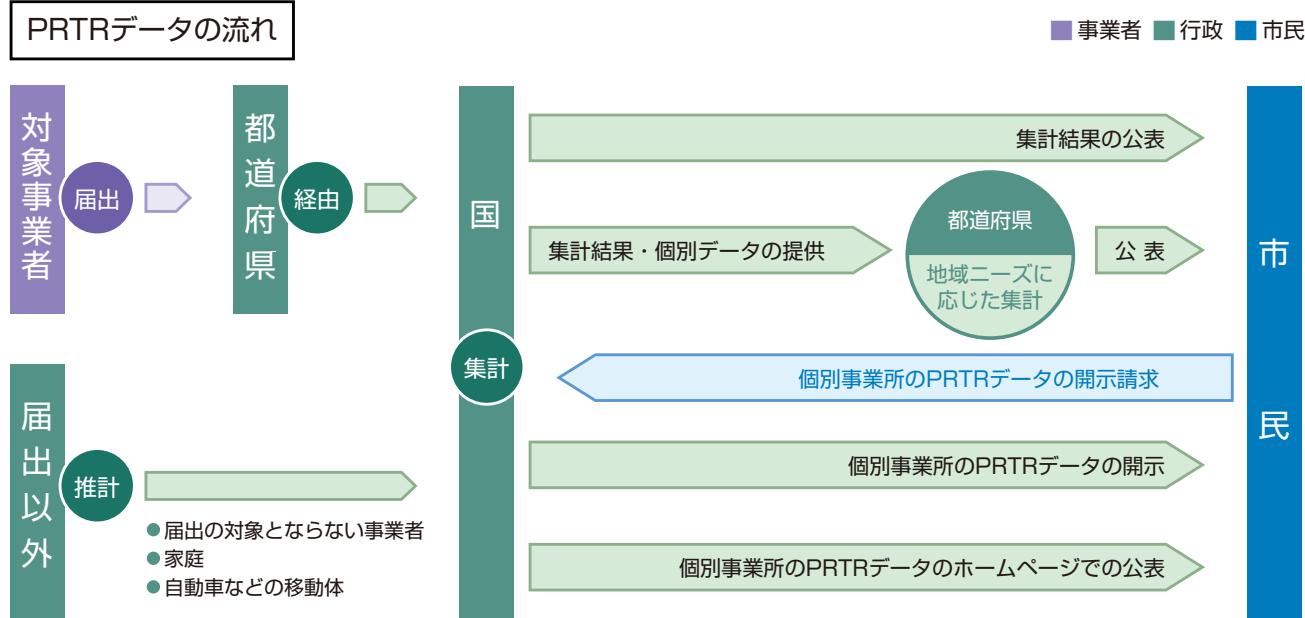 PRTRデータの流れ
事業者
行政
市民
対象事業者
届出
都道府県
経由
国
集計
届出以外
推計
●届出の対象とならない事業者
●家庭
●自動車などの移動体
集計結果の公表
集計結果・個別データの提供
都道府県
地域ニーズに
応じた集計
公表
個別事業所のPRTRデータの開示請求
個別事業所のPRTRデータの開示
個別事業所のPRTRデータのホームページでの公表
市民